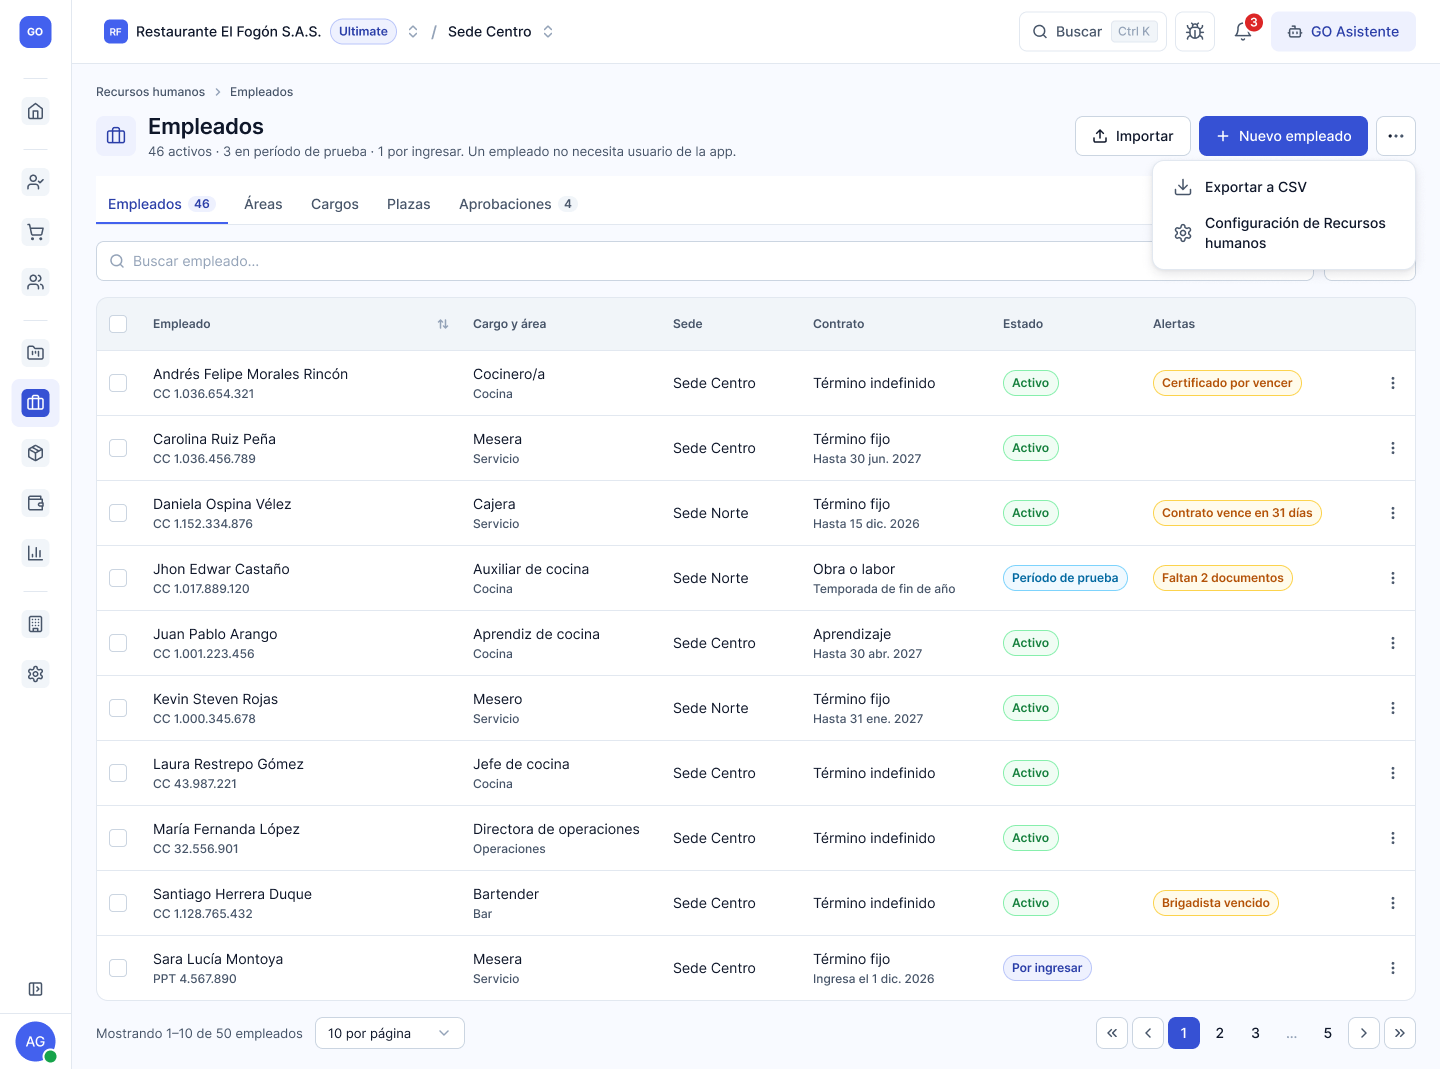 GO
RF Restaurante El Fogón S.A.S. Ultimate / Sede Centro
Buscar Ctrl K
3
GO Asistente
Recursos humanos > Empleados
Empleados
46 activos · 3 en período de prueba · 1 por ingresar. Un empleado no necesita usuario de la app.
Importar
+ Nuevo empleado
Exportar a CSV
Configuración de Recursos
humanos
Empleados 46 Áreas Cargos Plazas Aprobaciones 4
Buscar empleado...
Empleado Cargo y área Sede Contrato Estado Alertas
Andrés Felipe Morales Rincón
CC 1.036.654.321
Cocinero/a
Cocina
Sede Centro
Término indefinido
Activo
Certificado por vencer
Carolina Ruiz Peña
CC 1.036.456.789
Mesera
Servicio
Sede Centro
Término fijo
Hasta 30 jun. 2027
Activo
Daniela Ospina Vélez
CC 1.152.334.876
Cajera
Servicio
Sede Norte
Término fijo
Hasta 15 dic. 2026
Activo
Contrato vence en 31 días
Jhon Edwar Castaño
CC 1.017.889.120
Auxiliar de cocina
Cocina
Sede Norte
Obra o labor
Temporada de fin de año
Período de prueba
Faltan 2 documentos
Juan Pablo Arango
CC 1.001.223.456
Aprendiz de cocina
Cocina
Sede Centro
Aprendizaje
Hasta 30 abr. 2027
Activo
Kevin Steven Rojas
CC 1.000.345.678
Mesero
Servicio
Sede Norte
Término fijo
Hasta 31 ene. 2027
Activo
Laura Restrepo Gómez
CC 43.987.221
Jefe de cocina
Cocina
Sede Centro
Término indefinido
Activo
María Fernanda López
CC 32.556.901
Directora de operaciones
Operaciones
Sede Centro
Término indefinido
Activo
Santiago Herrera Duque
CC 1.128.765.432
Bartender
Bar
Sede Centro
Término indefinido
Activo
Brigadista vencido
Sara Lucía Montoya
PPT 4.567.890
Mesera
Servicio
Sede Centro
Término fijo
Ingresa el 1 dic. 2026
Por ingresar
Mostrando 1–10 de 50 empleados
10 por página
« ‹ 1 2 3 ... 5 › »
AG